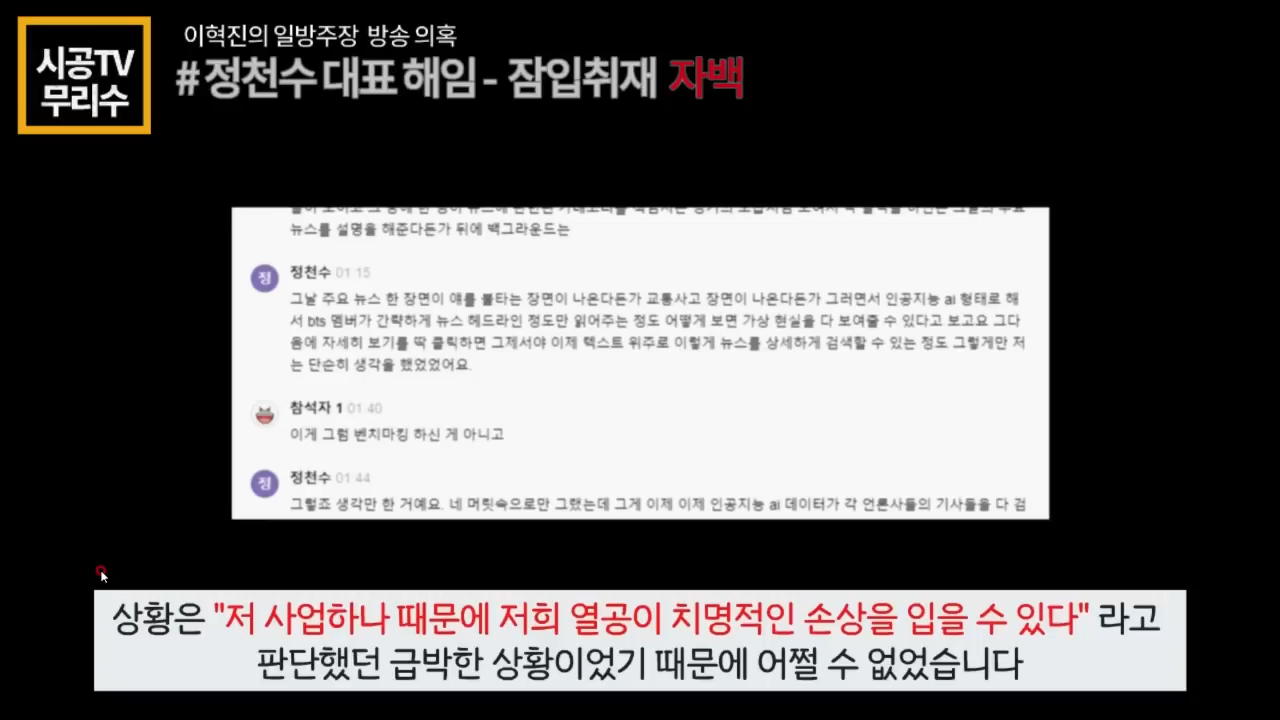 시공TV
무리수
이혁진의 일방주장 방송 의혹
#정천수 대표 해임- 잠입취재 자백
뉴스를 설명을 해준다든가 뒤에 백그라운드는
정
정천수 01:15
그날 주요 뉴스 한 장면이 얘를 불타는 장면이 나온다든가 교통사고 장면이 나온다든가 그러면서 인공지능 ai 형태로 해
서 bts 멤버가 간략하게 뉴스 헤드라인 정도만 읽어주는 정도 어떻게 보면 가상 현실을 다 보여줄 수 있다고 보고요 그다
음에 자세히 보기를 딱 클릭하면 그제서야 이제 텍스트 위주로 이렇게 뉴스를 상세하게 검색할 수 있는 정도 그렇게만 저
는 단순히 생각을 했었었어요.
참석자 1 01:40
이게 그럼 벤치마킹 하신 게 아니고
정
정천수 01:44
그렇죠 생각만 한 거예요. 네 머릿속으로만 그랬는데 그게 이제 이제 인공지능 ai 데이터가 각 언론사들의 기사들을 다 검
상황은 "저 사업하나 때문에 저희 열공이 치명적인 손상을 입을 수 있다" 라고
판단했던 급박한 상황이었기 때문에 어쩔 수 없었습니다